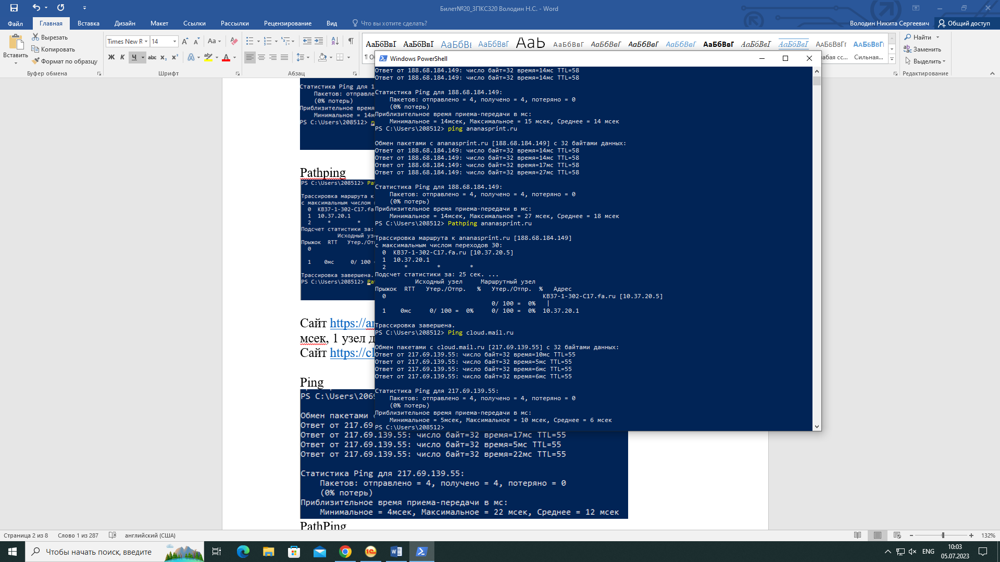 Билет№20_3ПКС320 Володин Н.С. - Word
Файл Главная Вставка Дизайн Макет Ссылки Рассылки Рецензирование Вид Что вы хотите сделать? Володин Никита Сергеевич Общий доступ
Вставить
Вырезать
Копировать
Формат по образцу
Буфер обмена
Times New R 14
Ж К Ч abc x₂ x²
Шрифт
Абзац
АаБбВвГ АаБбВвГ АаБбВвІ АаБбВвГ Aab АаБбВвГ АаБбВвГ АаБбВвГ АаБбВвГ АаБбВвГ АаБбВвГ АаБбВвГ АаБбВвГг АаБбВвГг
Сильная...
Найти
Заменить
Выделить
Редактирование
Windows PowerShell
Ответ от 188.68.184.149: число байт=32 время=14мс TTL=58
Ответ от 188.68.184.149: число байт=32 время=14мс TTL=58
Статистика Ping для 188.68.184.149:
Пакетов: отправлено = 4, получено = 4, потеряно = 0
(0% потерь)
Приблизительное время приема-передачи в мс:
Минимальное = 14мсек, Максимальное = 15 мсек, Среднее = 14 мсек
PS C:\Users\208512> ping ananasprint.ru
Обмен пакетами с ananasprint.ru [188.68.184.149] с 32 байтами данных:
Ответ от 188.68.184.149: число байт=32 время=14мс TTL=58
Ответ от 188.68.184.149: число байт=32 время=14мс TTL=58
Ответ от 188.68.184.149: число байт=32 время=17мс TTL=58
Ответ от 188.68.184.149: число байт=32 время=27мс TTL=58
Статистика Ping для 188.68.184.149:
Пакетов: отправлено = 4, получено = 4, потеряно = 0
(0% потерь)
Приблизительное время приема-передачи в мс:
Минимальное = 14мсек, Максимальное = 27 мсек, Среднее = 18 мсек
PS C:\Users\208512> Pathping ananasprint.ru
Трассировка маршрута к ananasprint.ru [188.68.184.149]
с максимальным числом переходов 30:
0 КВ37-1-302-C17.fa.ru [10.37.20.5]
1 10.37.20.1
2 * * *
Подсчет статистики за: 25 сек. ...
Исходный узел Маршрутный узел
Прыжок RTT Утер./Отпр. % Утер./Отпр. % Адрес
0 КВ37-1-302-C17.fa.ru [10.37.20.5]
0/ 100 = 0% |
1 0мс 0/ 100 = 0% 0/ 100 = 0% 10.37.20.1
Трассировка завершена.
PS C:\Users\208512> Ping cloud.mail.ru
Обмен пакетами с cloud.mail.ru [217.69.139.55] с 32 байтами данных:
Ответ от 217.69.139.55: число байт=32 время=10мс TTL=55
Ответ от 217.69.139.55: число байт=32 время=5мс TTL=55
Ответ от 217.69.139.55: число байт=32 время=6мс TTL=55
Ответ от 217.69.139.55: число байт=32 время=6мс TTL=55
Статистика Ping для 217.69.139.55:
Пакетов: отправлено = 4, получено = 4, потеряно = 0
(0% потерь)
Приблизительное время приема-передачи в мс:
Минимальное = 5мсек, Максимальное = 10 мсек, Среднее = 6 мсек
PS C:\Users\208512>
Статистика Ping для 1
Пакетов: отправле
(0% потерь)
Приблизительное время
Минимальное = 14м
PS C:\Users\208512>
Pathping
PS C:\Users\208512> Pa
Трассировка маршрута к
с максимальным числом
0 КВ37-1-302-C17.fa
1 10.37.20.1
2 * *
Подсчет статистики за:
Исходный уз
Прыжок RTT Утер./От
0
1 0мс 0/ 100 =
Трассировка завершена.
PS C:\Users\208512> Pa
Сайт https://an
мсек, 1 узел д
Сайт https://cl
Ping
PS C:\Users\206
Обмен пакетами
Ответ от 217.69
Ответ от 217.69.139.55: число байт=32 время=17мс TTL=55
Ответ от 217.69.139.55: число байт=32 время=5мс TTL=55
Ответ от 217.69.139.55: число байт=32 время=22мс TTL=55
Статистика Ping для 217.69.139.55:
Пакетов: отправлено = 4, получено = 4, потеряно = 0
(0% потерь)
Приблизительное время приема-передачи в мс:
Минимальное = 4мсек, Максимальное = 22 мсек, Среднее = 12 мсек
PathPing
Страница 2 из 8 Слово 1 из 287 английский (США) 132%
Чтобы начать поиск, введите
ENG 10:03
05.07.2023